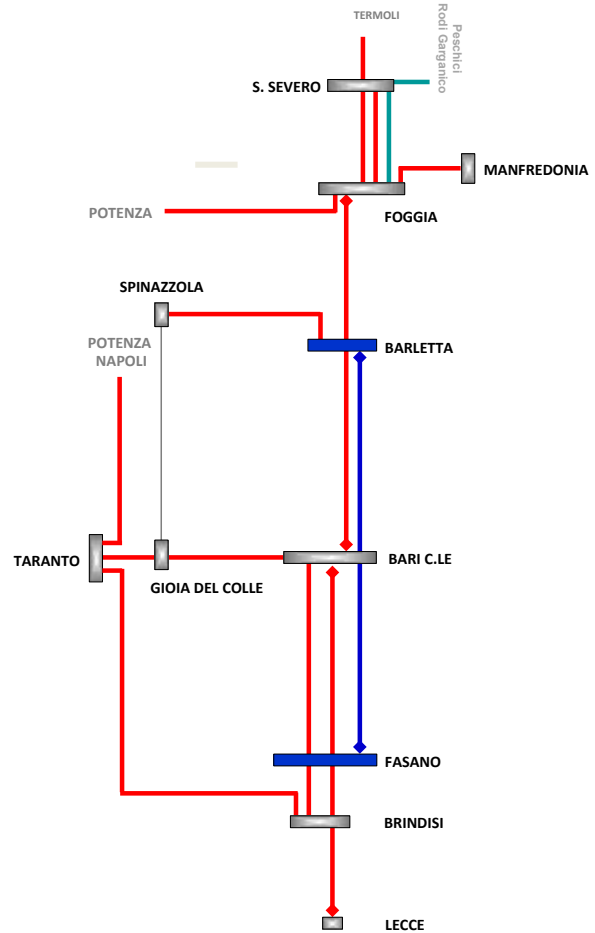 TERMOLI
Peschici
Rodi Garganico
S. SEVERO
MANFREDONIA
POTENZA
FOGGIA
SPINAZZOLA
POTENZA
NAPOLI
BARLETTA
TARANTO
BARI C.LE
GIOIA DEL COLLE
FASANO
BRINDISI
LECCE